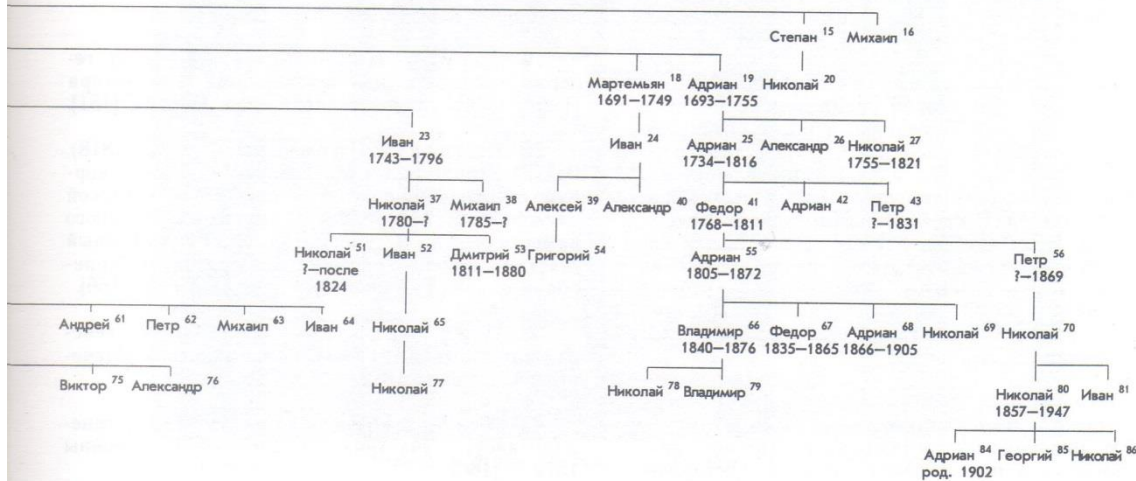 Степан 15 Михаил 16
Мартемьян 18 Адриан 19 Николай 20
1691—1749 1693—1755
Иван 23 Иван 24 Адриан 25 Александр 26 Николай 27
1743—1796 1734—1816 1755—1821
Николай 37 Михаил 38 Алексей 39 Александр 40 Федор 41 Адриан 42 Петр 43
1780—? 1785—? 1768—1811 ?—1831
Николай 51 Иван 52 Дмитрий 53 Григорий 54 Адриан 55 Петр 56
?—после 1811—1880 1805—1872 ?—1869
1824
Андрей 61 Петр 62 Михаил 63 Иван 64 Николай 65 Владимир 66 Федор 67 Адриан 68 Николай 69 Николай 70
1840—1876 1835—1865 1866—1905
Виктор 75 Александр 76 Николай 77 Николай 78 Владимир 79 Николай 80 Иван 81
1857—1947
Адриан 84 Георгий 85 Николай 86
род. 1902